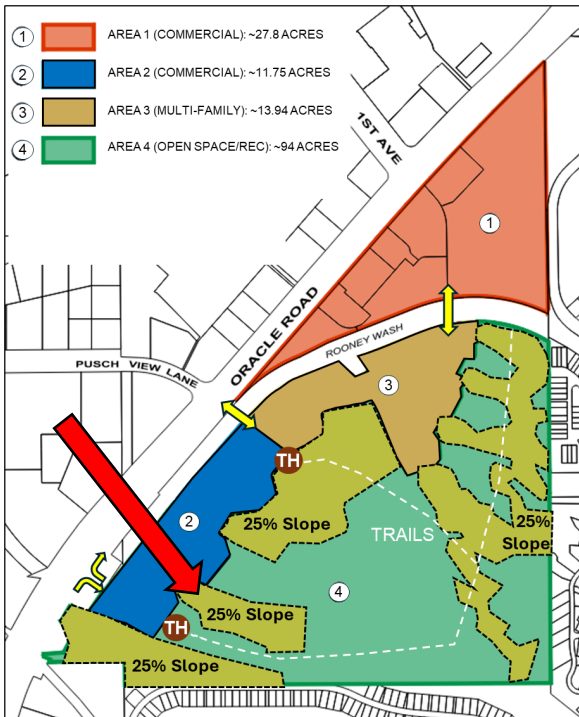 1 AREA 1 (COMMERCIAL): ~27.8 ACRES
2 AREA 2 (COMMERCIAL): ~11.75 ACRES
3 AREA 3 (MULTI-FAMILY): ~13.94 ACRES
4 AREA 4 (OPEN SPACE/REC): ~94 ACRES
1ST AVE
1
ORACLE ROAD
ROONEY WASH
PUSCH VIEW LANE
3
TH
2
25% Slope
TRAILS
25%
Slope
4
25% Slope
TH
25% Slope